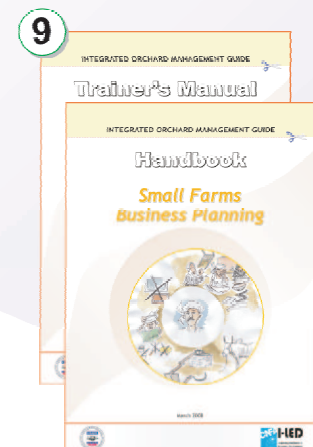 9
INTEGRATED ORCHARD MANAGEMENT GUIDE
Trainer's Manual
INTEGRATED ORCHARD MANAGEMENT GUIDE
Handbook
Small Farms
Business Planning
March 2008
I-LED